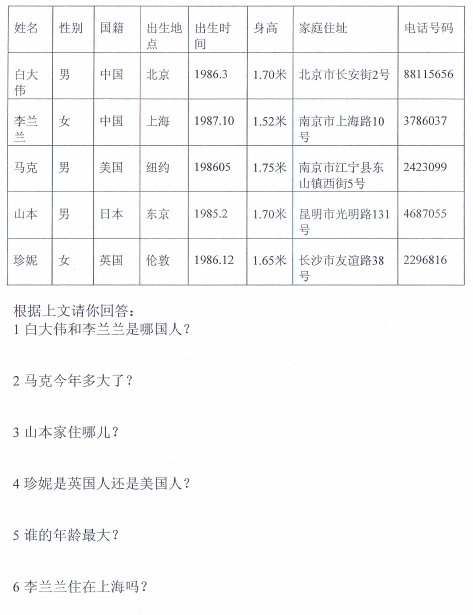 姓名 性别 国籍 出生地点 出生时间 身高 家庭住址 电话号码
白大伟 男 中国 北京 1986.3 1.70米 北京市长安街2号 88115656
李兰兰 女 中国 上海 1987.10 1.52米 南京市上海路10号 3786037
马克 男 美国 纽约 198605 1.75米 南京市江宁县东山镇西街5号 2423099
山本 男 日本 东京 1985.2 1.70米 昆明市光明路131号 4687055
珍妮 女 英国 伦敦 1986.12 1.65米 长沙市友谊路38号 2296816
根据上文请你回答:
1 白大伟和李兰兰是哪国人?
2 马克今年多大了?
3 山本家住哪儿?
4 珍妮是英国人还是美国人?
5 谁的年龄最大?
6 李兰兰住在上海吗?